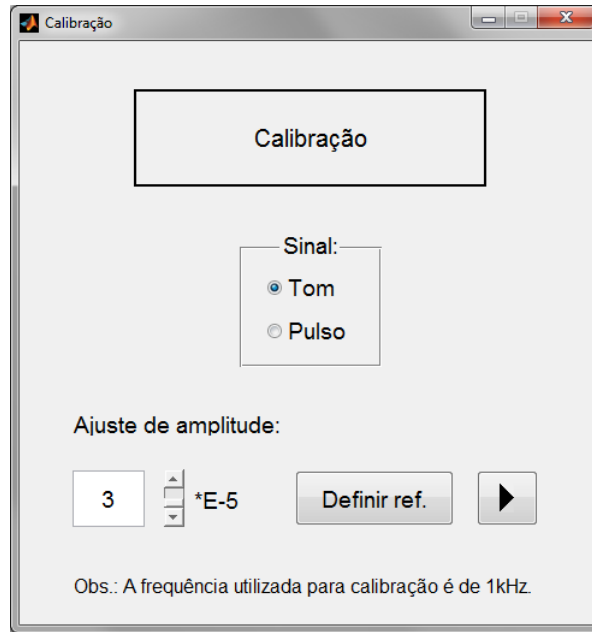 Calibração
Calibração
Sinal:
Tom
Pulso
Ajuste de amplitude:
3 *E-5 Definir ref.
Obs.: A frequência utilizada para calibração é de 1kHz.